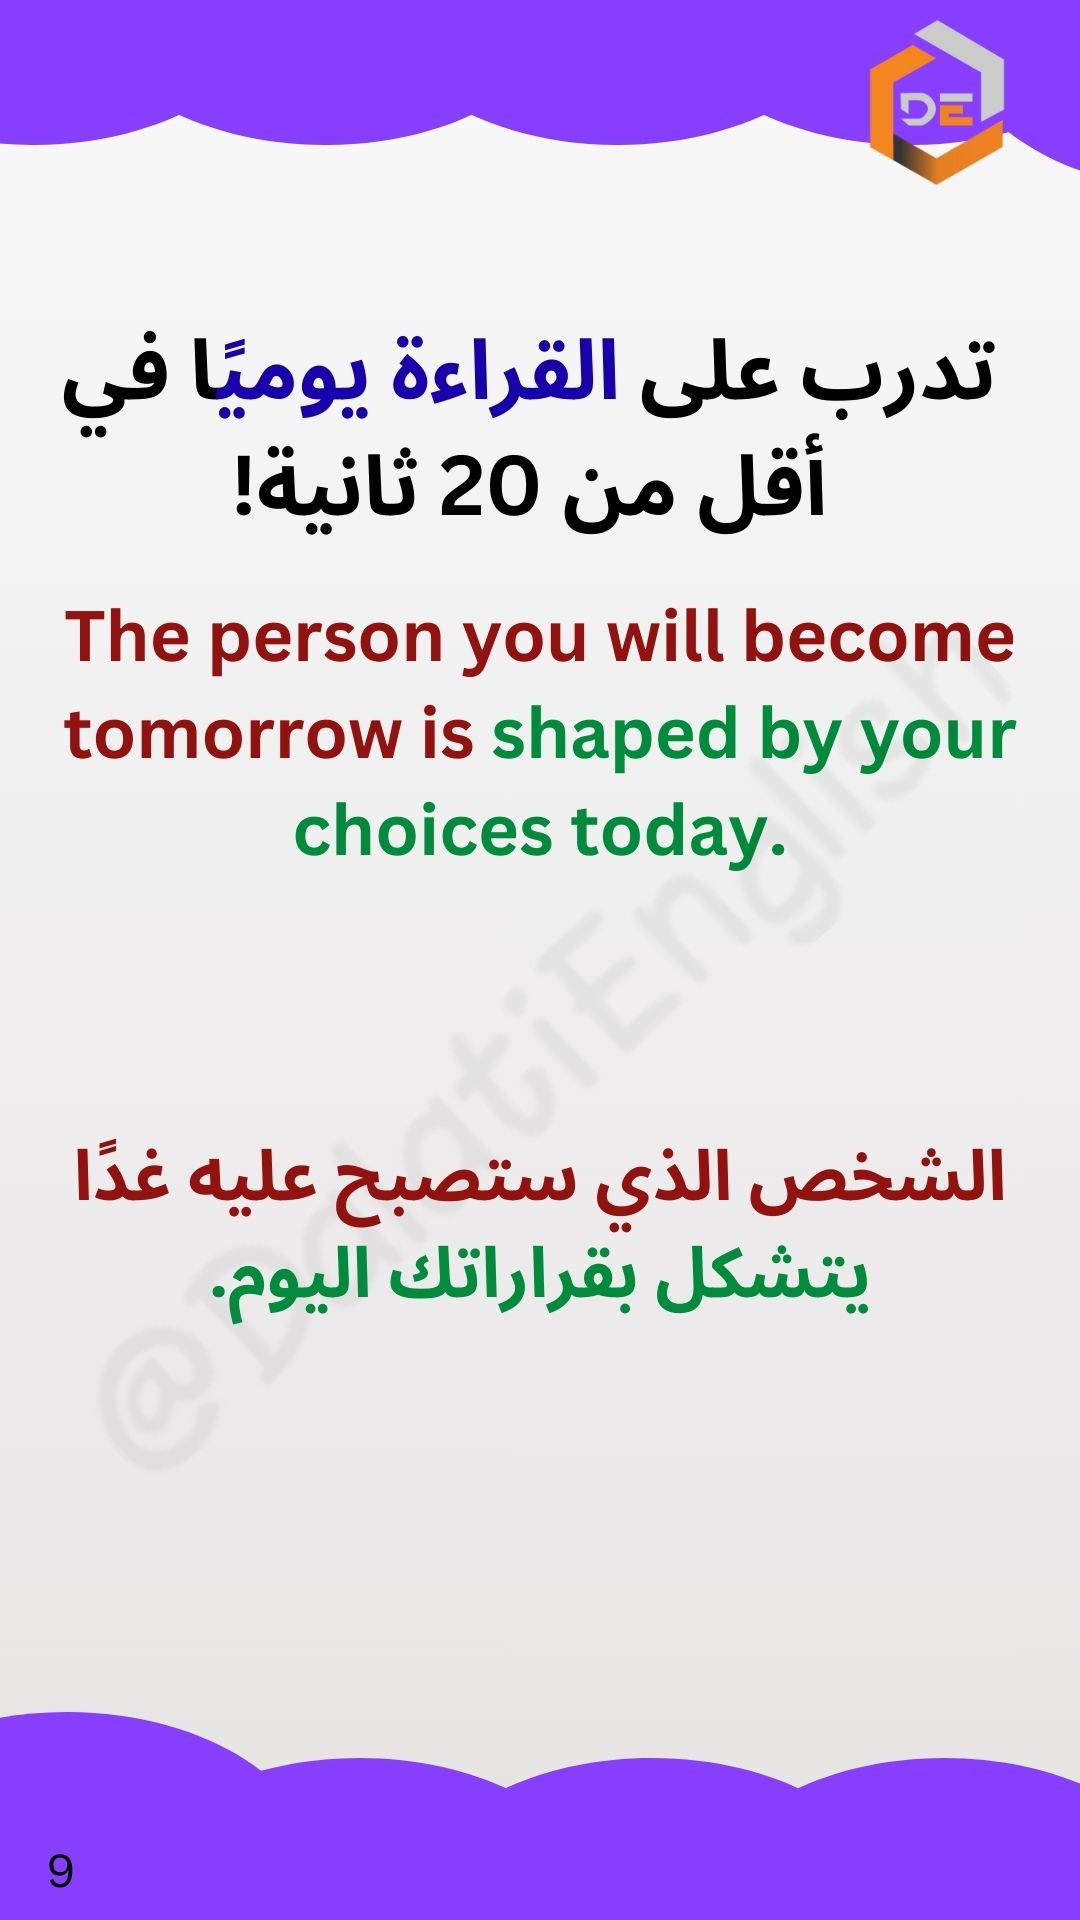 DE
تدرب على القراءة يوميًا في
أقل من 20 ثانية!
The person you will become
tomorrow is shaped by your
choices today.
الشخص الذي ستصبح عليه غدًا
يتشكل بقراراتك اليوم.
@DalatiEnglish
9